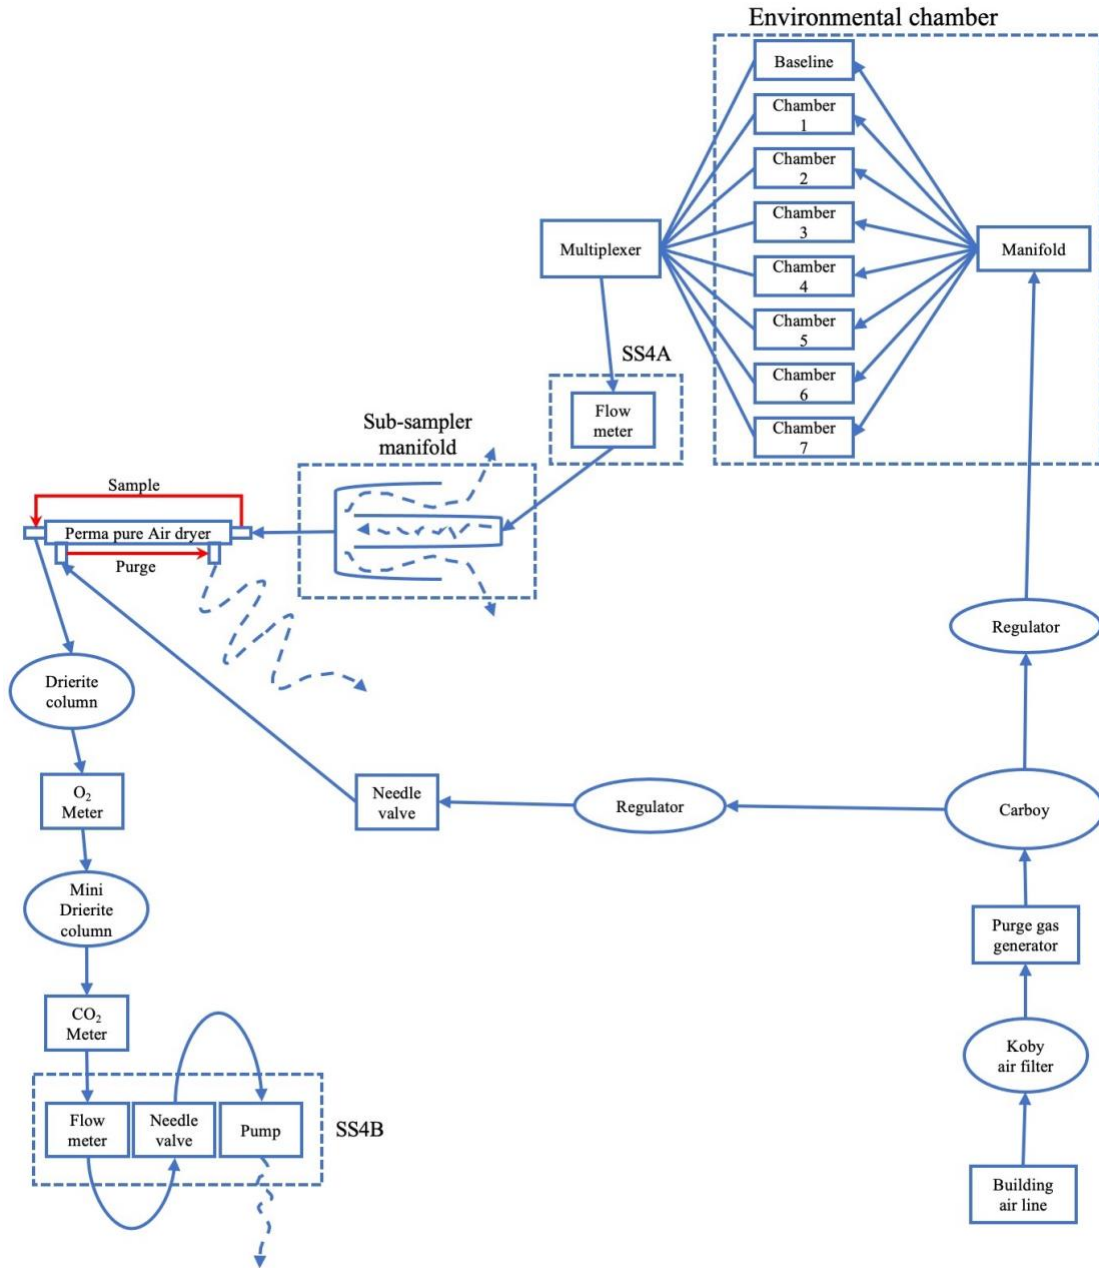 Environmental chamber
Baseline
Chamber
1
Chamber
2
Chamber
3
Chamber
4
Chamber
5
Chamber
6
Chamber
7
Multiplexer
Manifold
SS4A
Flow
meter
Sub-sampler
manifold
Sample
Perma pure Air dryer
Purge
Regulator
Drierite
column
O₂
Meter
Needle
valve
Regulator
Carboy
Mini
Drierite
column
Purge gas
generator
CO₂
Meter
Koby
air filter
Flow
meter
Needle
valve
Pump
SS4B
Building
air line